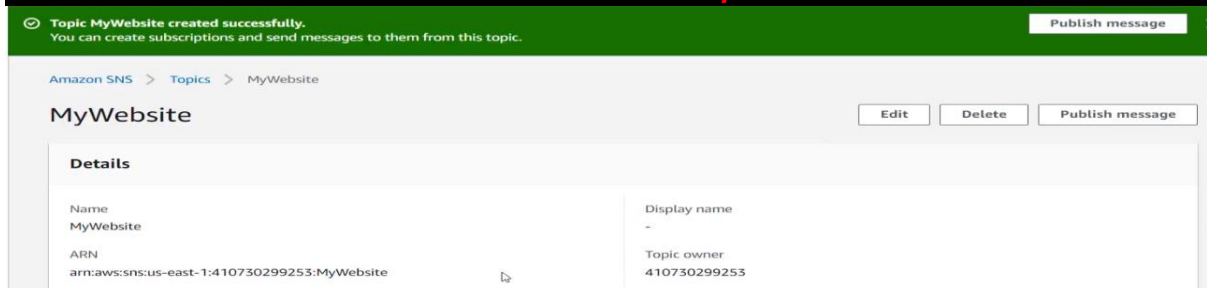 Topic MyWebsite created successfully.
You can create subscriptions and send messages to them from this topic.
Publish message
Amazon SNS > Topics > MyWebsite
MyWebsite
Edit
Delete
Publish message
Details
Name
MyWebsite
Display name
-
ARN
arn:aws:sns:us-east-1:410730299253:MyWebsite
Topic owner
410730299253